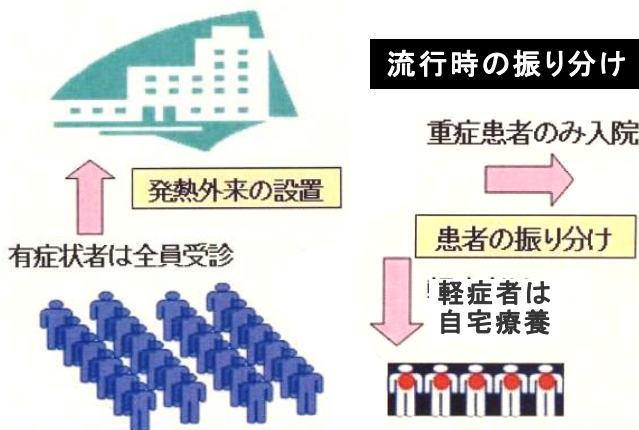 流行時の振り分け
重症患者のみ入院
発熱外来の設置
患者の振り分け
有症状者は全員受診
軽症者は
自宅療養